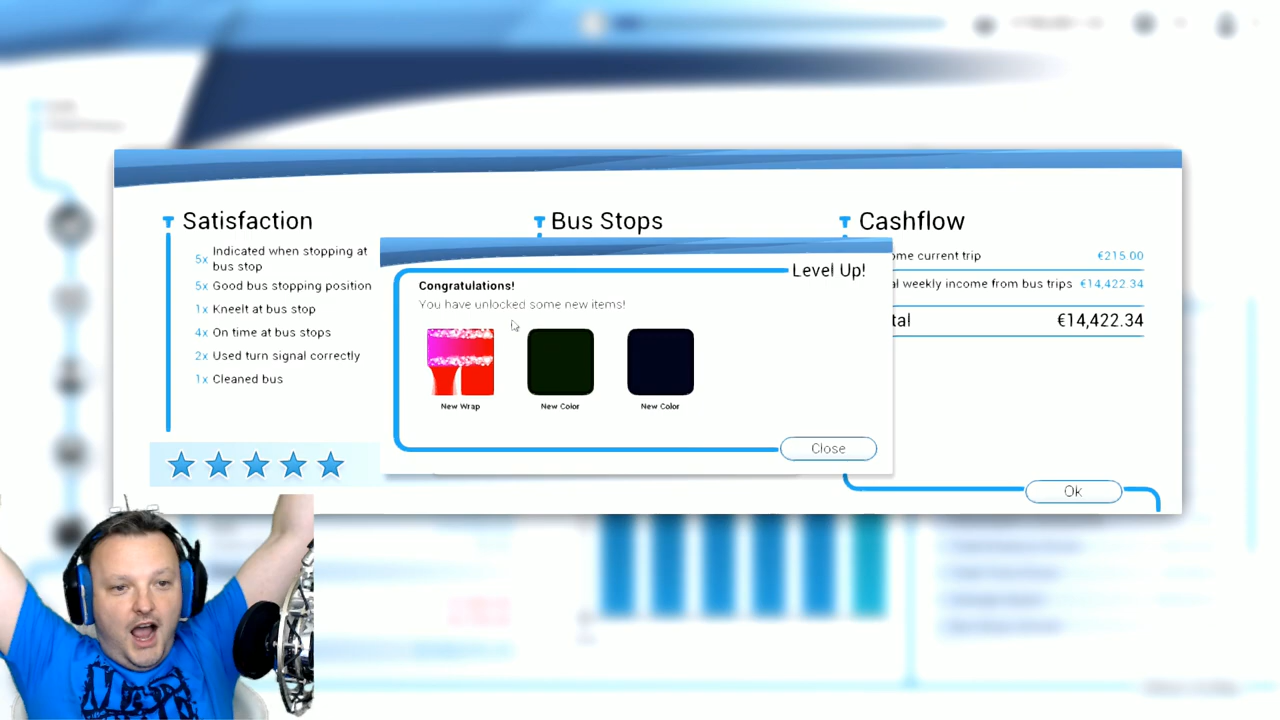 Satisfaction
5x Indicated when stopping at
bus stop
5x Good bus stopping position
1x Kneelt at bus stop
4x On time at bus stops
2x Used turn signal correctly
1x Cleaned bus
Bus Stops
Cashflow
ome current trip €215.00
al weekly income from bus trips €14,422.34
tal €14,422.34
Ok
Level Up!
Congratulations!
You have unlocked some new items!
New Wrap
New Color
New Color
Close